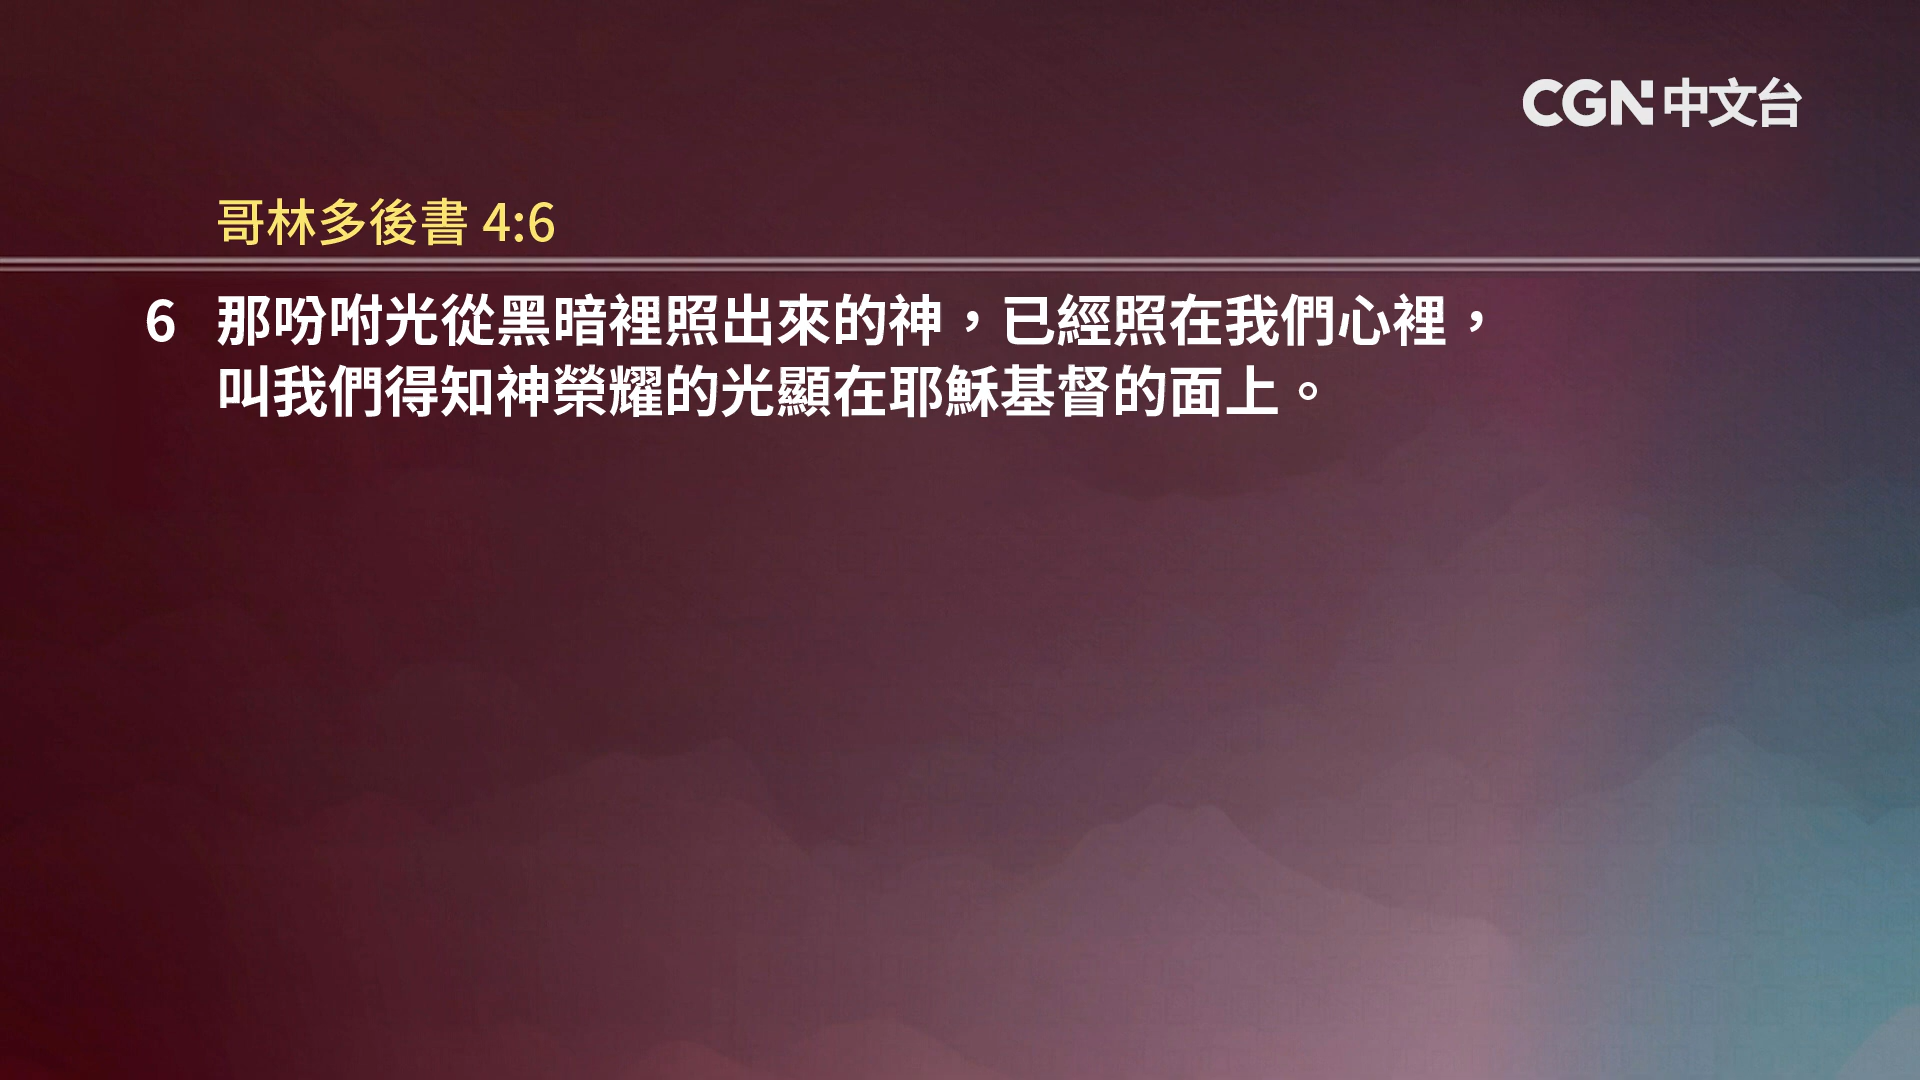 CGN中文台
哥林多後書 4:6
6 那吩咐光從黑暗裡照出來的神，已經照在我們心裡，
叫我們得知神榮耀的光顯在耶穌基督的面上。